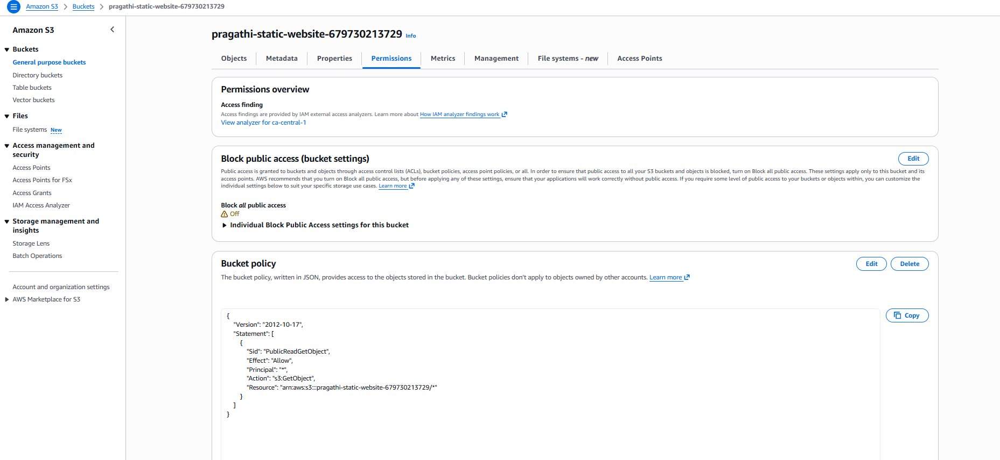 Amazon S3 > Buckets > pragathi-static-website-679730213729
Amazon S3
Buckets
General purpose buckets
Directory buckets
Table buckets
Vector buckets
Files
File systems New
Access management and
security
Access Points
Access Points for FSx
Access Grants
IAM Access Analyzer
Storage management and
insights
Storage Lens
Batch Operations
Account and organization settings
AWS Marketplace for S3
pragathi-static-website-679730213729 Info
Objects Metadata Properties Permissions Metrics Management File systems - new Access Points
Permissions overview
Access finding
Access findings are provided by IAM external access analyzers. Learn more about How IAM analyzer findings work
View analyzer for ca-central-1
Block public access (bucket settings)
Edit
Public access is granted to buckets and objects through access control lists (ACLs), bucket policies, access point policies, or all. In order to ensure that public access to all your S3 buckets and objects is blocked, turn on Block all public access. These settings apply only to this bucket and its
access points. AWS recommends that you turn on Block all public access, but before applying any of these settings, ensure that your applications will work correctly without public access. If you require some level of public access to your buckets or objects within, you can customize the
individual settings below to suit your specific storage use cases. Learn more
Block all public access
Off
Individual Block Public Access settings for this bucket
Bucket policy
Edit Delete
The bucket policy, written in JSON, provides access to the objects stored in the bucket. Bucket policies don't apply to objects owned by other accounts. Learn more
Copy
{
"Version": "2012-10-17",
"Statement": [
{
"Sid": "PublicReadGetObject",
"Effect": "Allow",
"Principal": "*",
"Action": "s3:GetObject",
"Resource": "arn:aws:s3:::pragathi-static-website-679730213729/*"
}
]
}